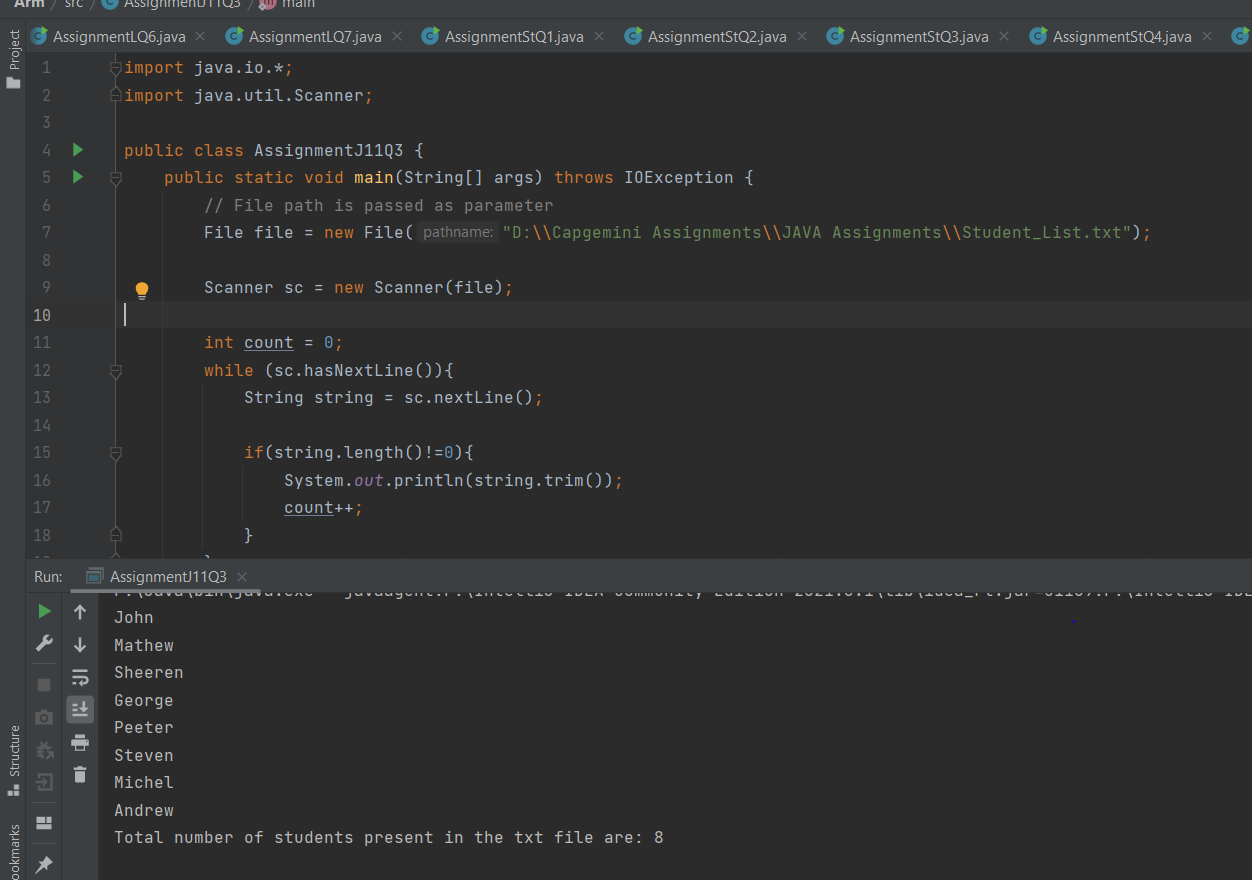 Arm / src / AssignmentJ11Q3 / main
AssignmentLQ6.java AssignmentLQ7.java AssignmentStQ1.java AssignmentStQ2.java AssignmentStQ3.java AssignmentStQ4.java
Project
1 import java.io.*;
2 import java.util.Scanner;
3
4 public class AssignmentJ11Q3 {
5 public static void main(String[] args) throws IOException {
6 // File path is passed as parameter
7 File file = new File( pathname: "D:\\Capgemini Assignments\\JAVA Assignments\\Student_List.txt");
8
9 Scanner sc = new Scanner(file);
10
11 int count = 0;
12 while (sc.hasNextLine()){
13 String string = sc.nextLine();
14
15 if(string.length()!=0){
16 System.out.println(string.trim());
17 count++;
18 }
Run: AssignmentJ11Q3
John
Mathew
Sheeren
George
Peeter
Steven
Michel
Andrew
Total number of students present in the txt file are: 8
Structure
ookmarks